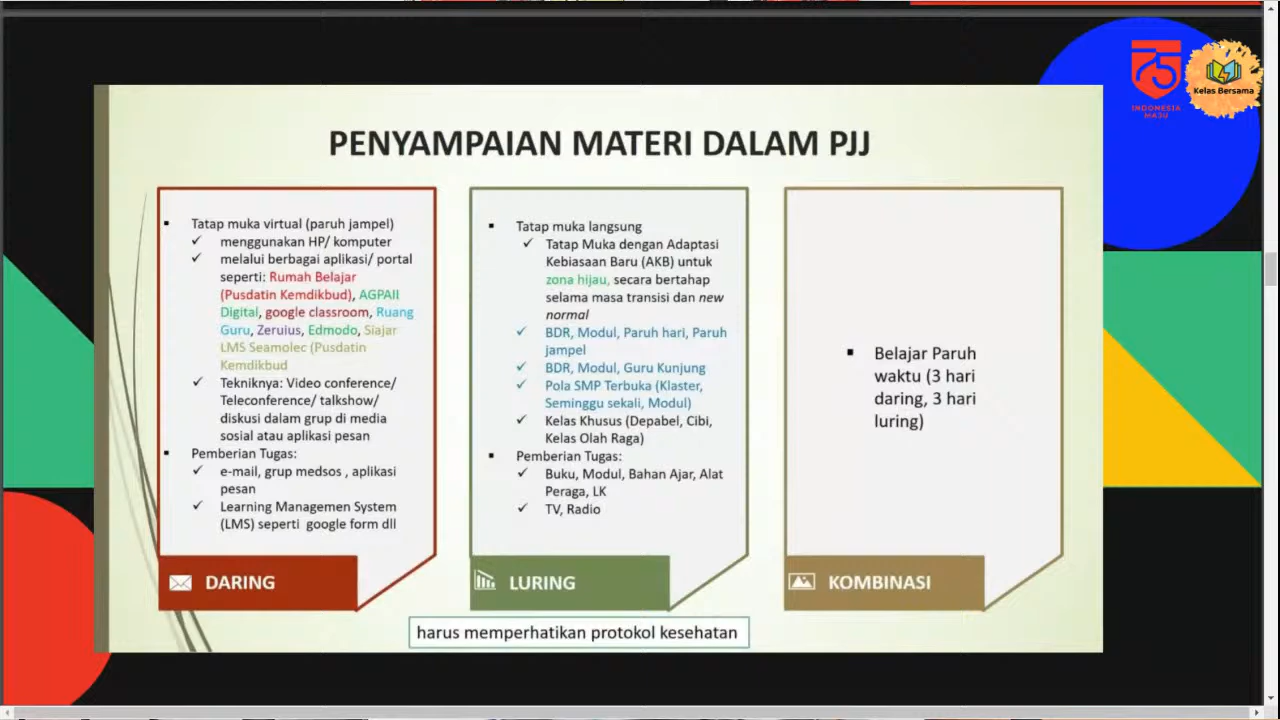 75
INDONESIA
MAJU
Kelas Bersama
PENYAMPAIAN MATERI DALAM PJJ
▪ Tatap muka virtual (paruh jampel)
✓ menggunakan HP/ komputer
✓ melalui berbagai aplikasi/ portal
seperti: Rumah Belajar
(Pusdatin Kemdikbud), AGPAII
Digital, google classroom, Ruang
Guru, Zeruius, Edmodo, Siajar
LMS Seamolec (Pusdatin
Kemdikbud
✓ Tekniknya: Video conference/
Teleconference/ talkshow/
diskusi dalam grup di media
sosial atau aplikasi pesan
▪ Pemberian Tugas:
✓ e-mail, grup medsos , aplikasi
pesan
✓ Learning Managemen System
(LMS) seperti google form dll
DARING
▪ Tatap muka langsung
✓ Tatap Muka dengan Adaptasi
Kebiasaan Baru (AKB) untuk
zona hijau, secara bertahap
selama masa transisi dan new
normal
✓ BDR, Modul, Paruh hari, Paruh
jampel
✓ BDR, Modul, Guru Kunjung
✓ Pola SMP Terbuka (Klaster,
Seminggu sekali, Modul)
✓ Kelas Khusus (Depabel, Cibi,
Kelas Olah Raga)
▪ Pemberian Tugas:
✓ Buku, Modul, Bahan Ajar, Alat
Peraga, LK
✓ TV, Radio
LURING
▪ Belajar Paruh
waktu (3 hari
daring, 3 hari
luring)
KOMBINASI
harus memperhatikan protokol kesehatan